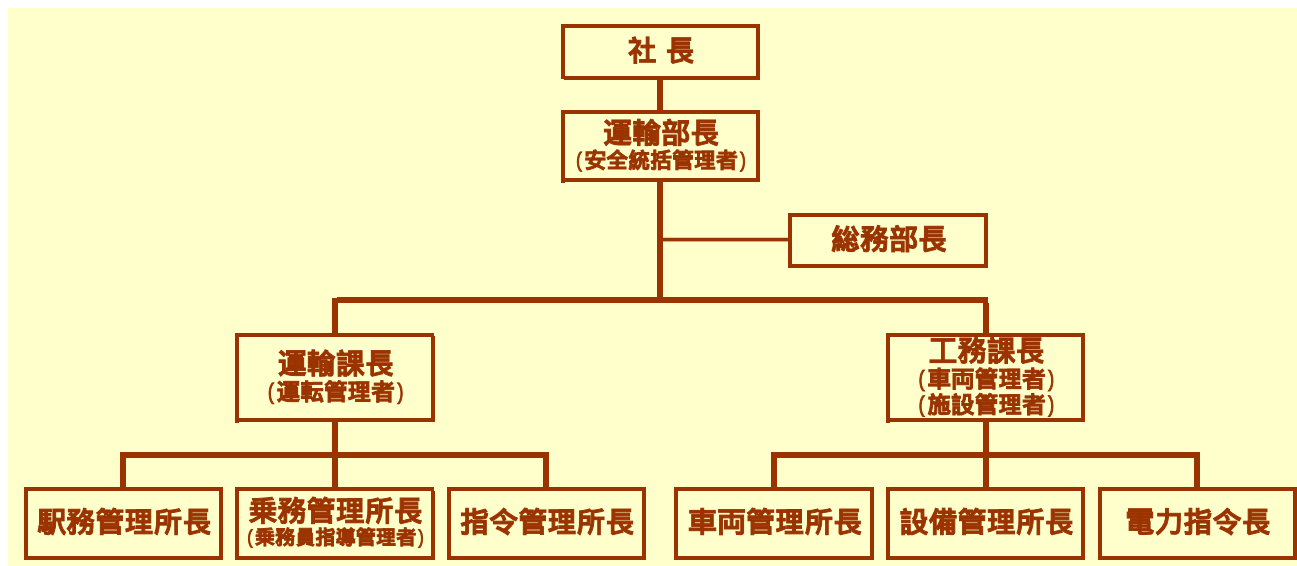 社 長
運輸部長
(安全統括管理者)
総務部長
運輸課長
(運転管理者)
工務課長
(車両管理者)
(施設管理者)
駅務管理所長
乗務管理所長
(乗務員指導管理者)
指令管理所長
車両管理所長
設備管理所長
電力指令長